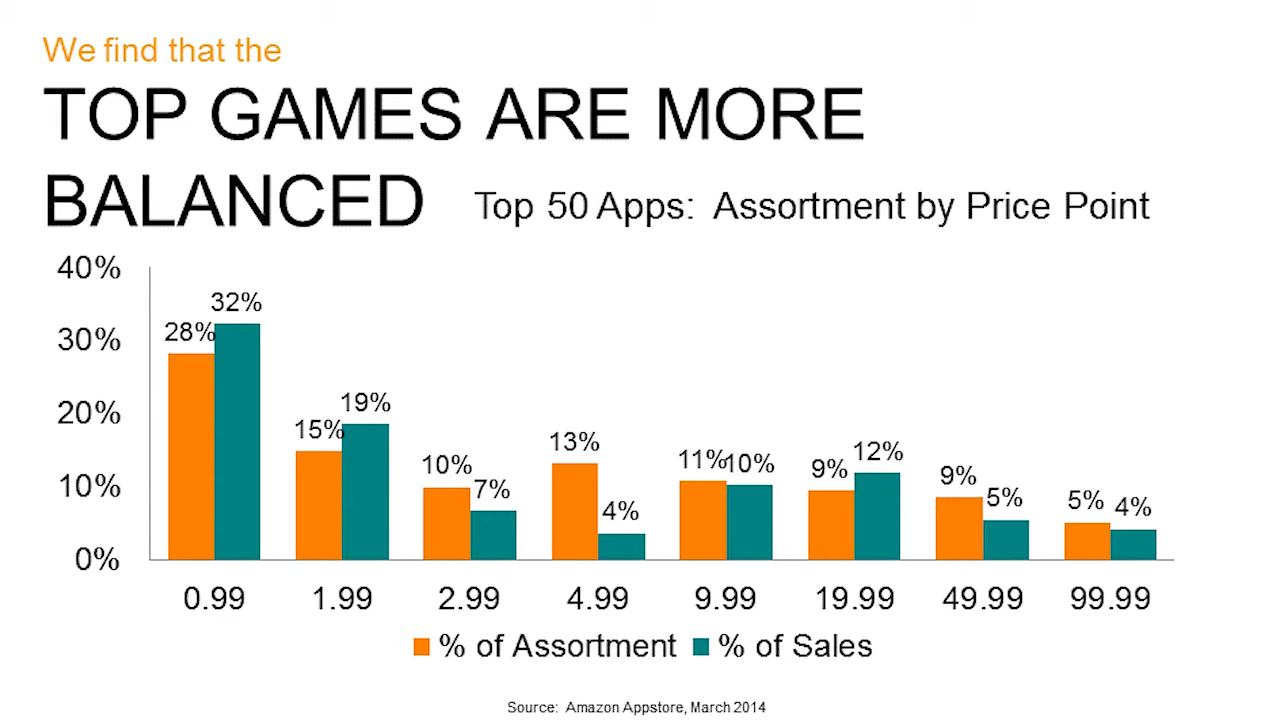 We find that the
TOP GAMES ARE MORE
BALANCED
Top 50 Apps: Assortment by Price Point
40%
30%
20%
10%
0%
28% 32%
15% 19%
10% 7%
13% 4%
11% 10%
9% 12%
9% 5%
5% 4%
0.99 1.99 2.99 4.99 9.99 19.99 49.99 99.99
% of Assortment % of Sales
Source: Amazon Appstore, March 2014